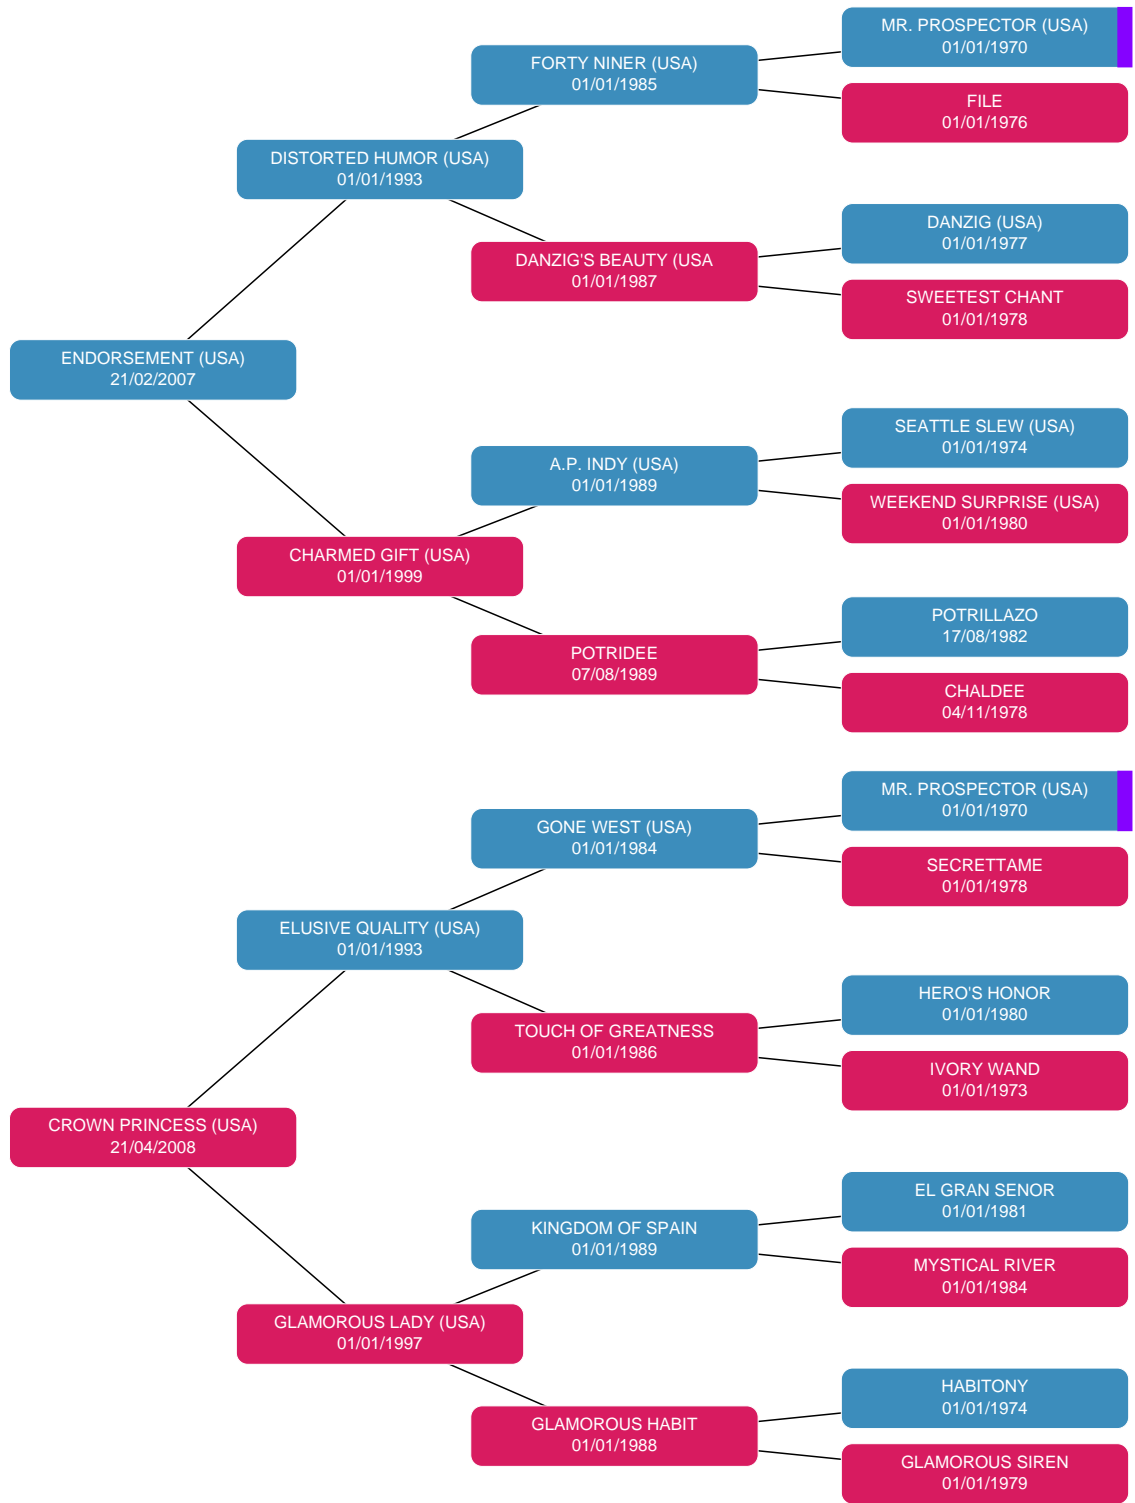 MR. PROSPECTOR (USA)
01/01/1970
FORTY NINER (USA)
01/01/1985
FILE
01/01/1976
DISTORTED HUMOR (USA)
01/01/1993
DANZIG (USA)
01/01/1977
DANZIG'S BEAUTY (USA
01/01/1987
SWEETEST CHANT
01/01/1978
ENDORSEMENT (USA)
21/02/2007
SEATTLE SLEW (USA)
01/01/1974
A.P. INDY (USA)
01/01/1989
WEEKEND SURPRISE (USA)
01/01/1980
CHARMED GIFT (USA)
01/01/1999
POTRILLAZO
17/08/1982
POTRIDEE
07/08/1989
CHALDEE
04/11/1978
MR. PROSPECTOR (USA)
01/01/1970
GONE WEST (USA)
01/01/1984
SECRETTAME
01/01/1978
ELUSIVE QUALITY (USA)
01/01/1993
HERO'S HONOR
01/01/1980
TOUCH OF GREATNESS
01/01/1986
IVORY WAND
01/01/1973
CROWN PRINCESS (USA)
21/04/2008
EL GRAN SENOR
01/01/1981
KINGDOM OF SPAIN
01/01/1989
MYSTICAL RIVER
01/01/1984
GLAMOROUS LADY (USA)
01/01/1997
HABITONY
01/01/1974
GLAMOROUS HABIT
01/01/1988
GLAMOROUS SIREN
01/01/1979